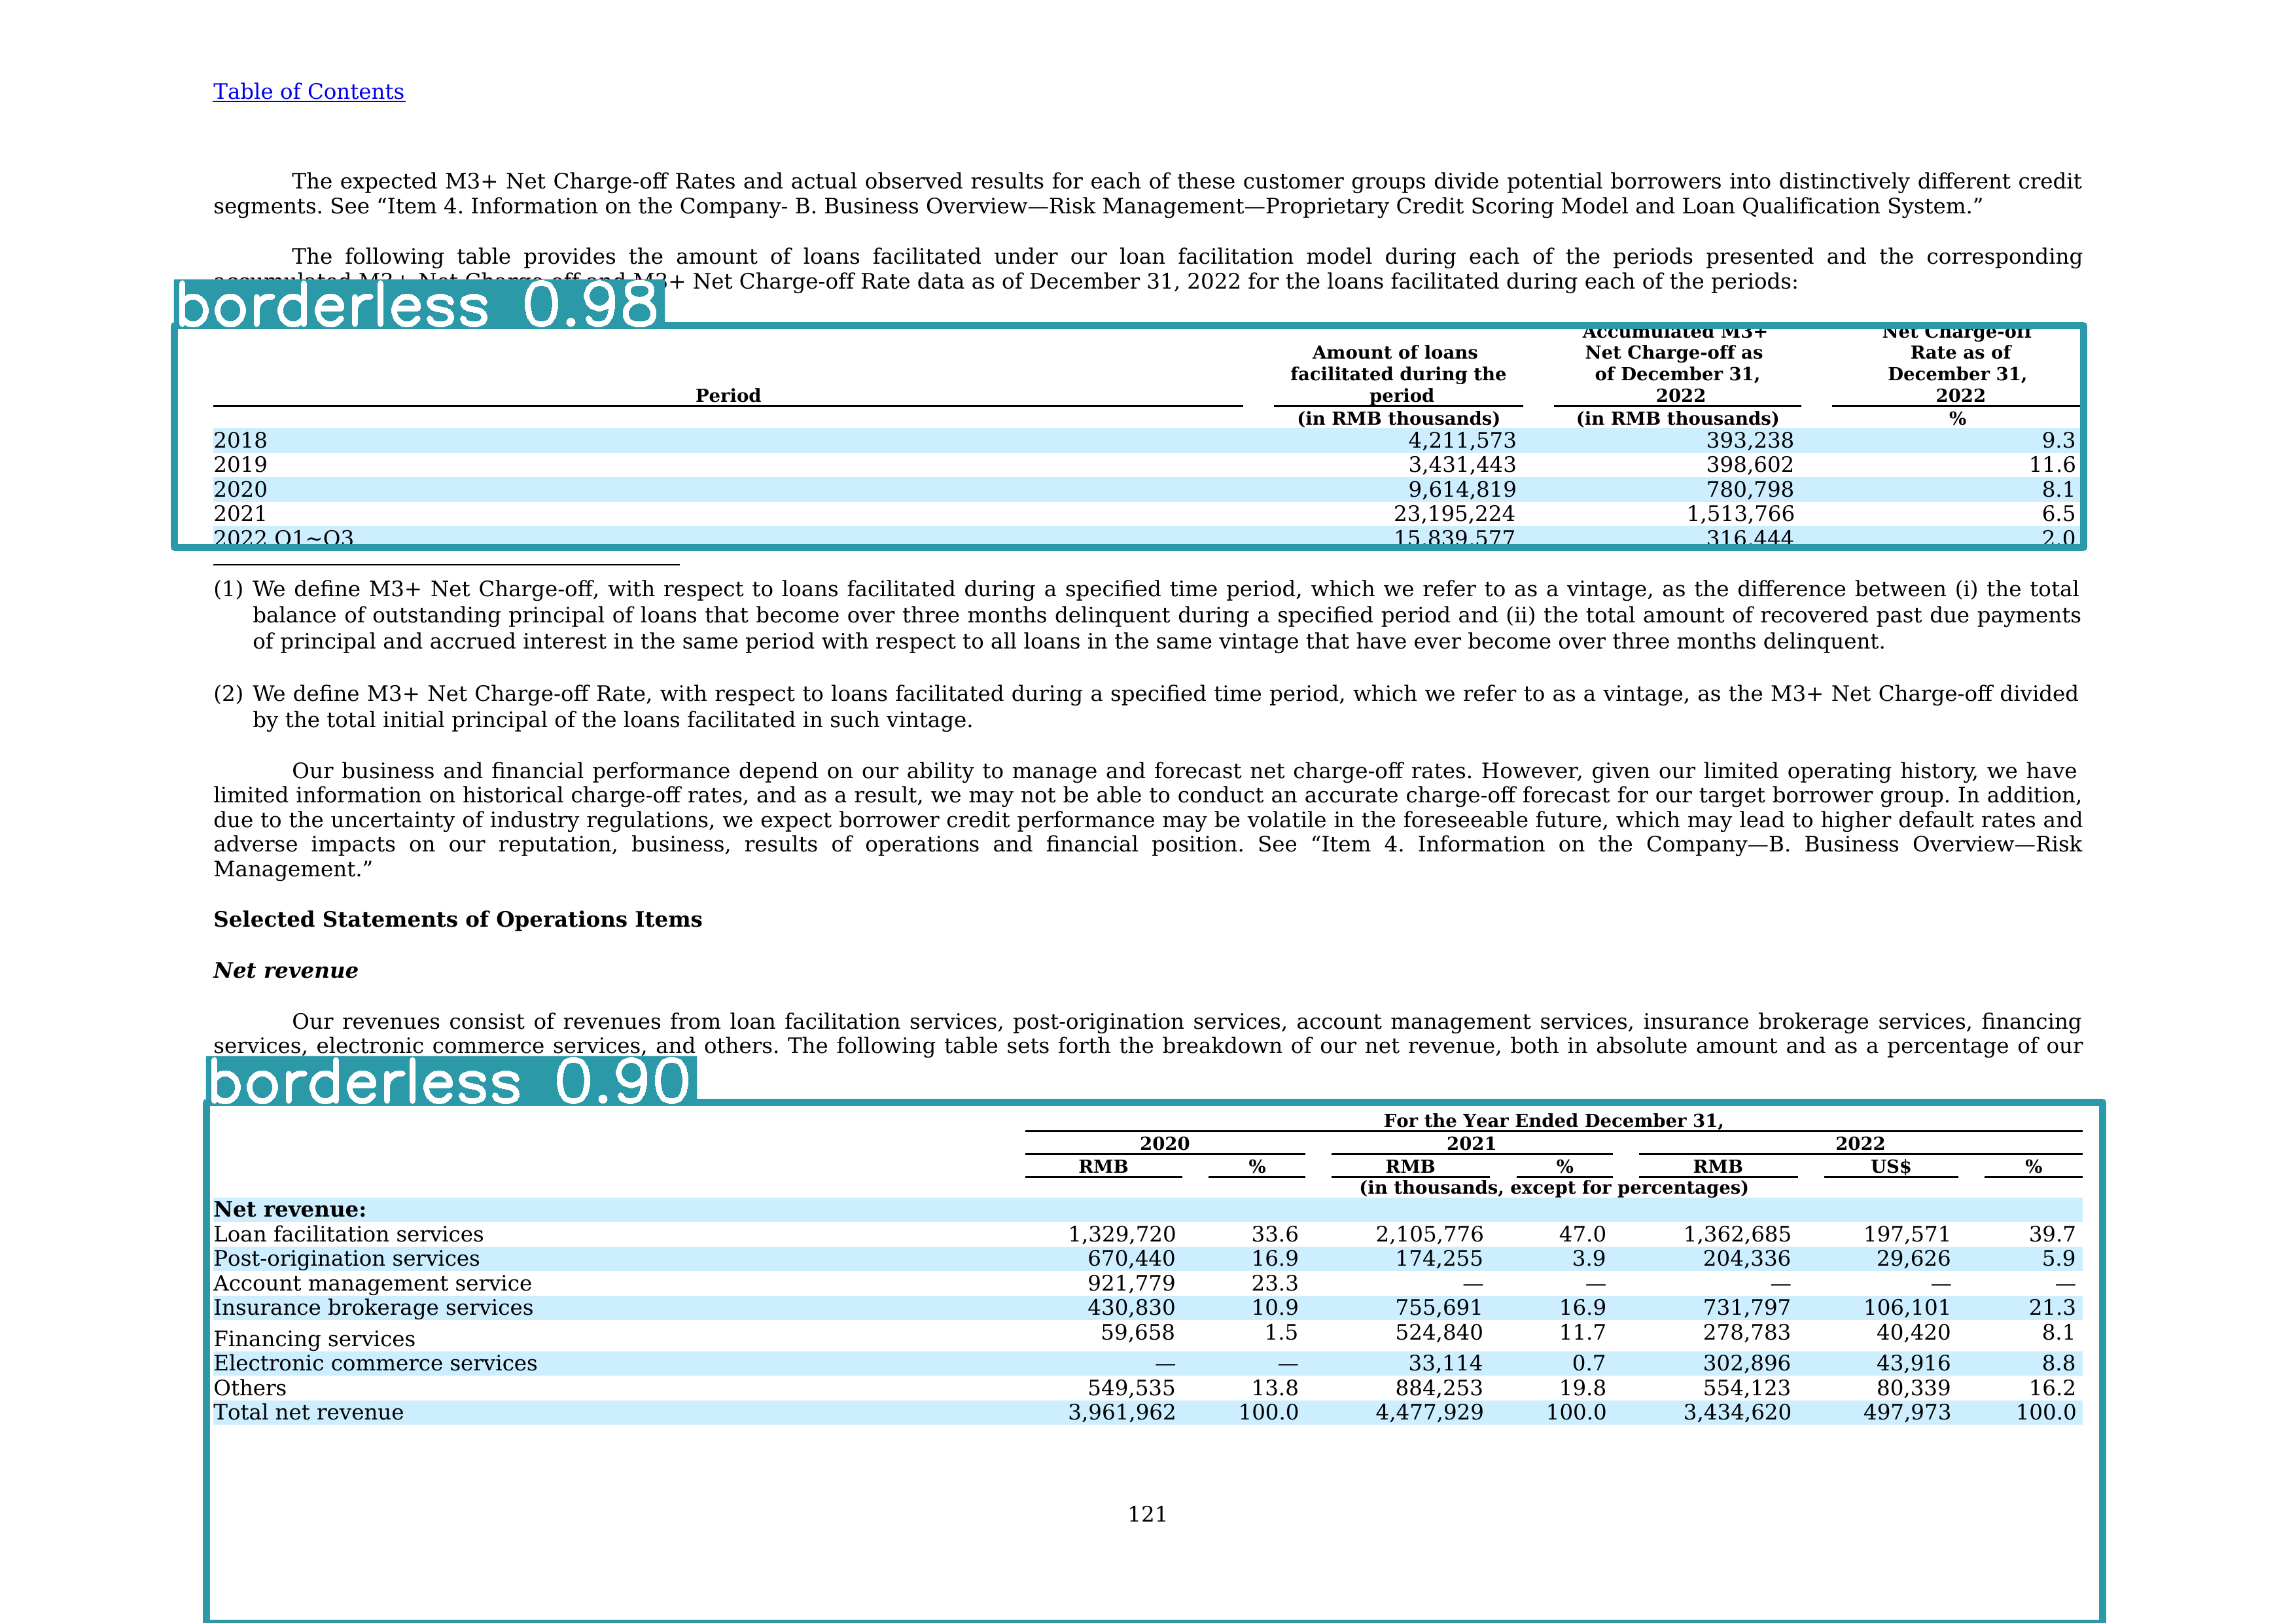 Table of Contents
The expected M3+ Net Charge-off Rates and actual observed results for each of these customer groups divide potential borrowers into distinctively different credit
segments. See “Item 4. Information on the Company- B. Business Overview—Risk Management—Proprietary Credit Scoring Model and Loan Qualification System.”
The following table provides the amount of loans facilitated under our loan facilitation model during each of the periods presented and the corresponding
accumulated M3+ Net Charge-off and M3+ Net Charge-off Rate data as of December 31, 2022 for the loans facilitated during each of the periods:
borderless 0.98
Accumulated M3+ Net Charge-off
Amount of loans Net Charge-off as Rate as of
facilitated during the of December 31, December 31,
Period period 2022 2022
(in RMB thousands) (in RMB thousands) %
2018 4,211,573 393,238 9.3
2019 3,431,443 398,602 11.6
2020 9,614,819 780,798 8.1
2021 23,195,224 1,513,766 6.5
2022 Q1~Q3 15,839,577 316,444 2.0
(1) We define M3+ Net Charge-off, with respect to loans facilitated during a specified time period, which we refer to as a vintage, as the difference between (i) the total
balance of outstanding principal of loans that become over three months delinquent during a specified period and (ii) the total amount of recovered past due payments
of principal and accrued interest in the same period with respect to all loans in the same vintage that have ever become over three months delinquent.
(2) We define M3+ Net Charge-off Rate, with respect to loans facilitated during a specified time period, which we refer to as a vintage, as the M3+ Net Charge-off divided
by the total initial principal of the loans facilitated in such vintage.
Our business and financial performance depend on our ability to manage and forecast net charge-off rates. However, given our limited operating history, we have
limited information on historical charge-off rates, and as a result, we may not be able to conduct an accurate charge-off forecast for our target borrower group. In addition,
due to the uncertainty of industry regulations, we expect borrower credit performance may be volatile in the foreseeable future, which may lead to higher default rates and
adverse impacts on our reputation, business, results of operations and financial position. See “Item 4. Information on the Company—B. Business Overview—Risk
Management.”
Selected Statements of Operations Items
Net revenue
Our revenues consist of revenues from loan facilitation services, post-origination services, account management services, insurance brokerage services, financing
services, electronic commerce services, and others. The following table sets forth the breakdown of our net revenue, both in absolute amount and as a percentage of our
borderless 0.90
For the Year Ended December 31,
2020 2021 2022
RMB % RMB % RMB US$ %
(in thousands, except for percentages)
Net revenue:
Loan facilitation services 1,329,720 33.6 2,105,776 47.0 1,362,685 197,571 39.7
Post-origination services 670,440 16.9 174,255 3.9 204,336 29,626 5.9
Account management service 921,779 23.3 — — — — —
Insurance brokerage services 430,830 10.9 755,691 16.9 731,797 106,101 21.3
Financing services 59,658 1.5 524,840 11.7 278,783 40,420 8.1
Electronic commerce services — — 33,114 0.7 302,896 43,916 8.8
Others 549,535 13.8 884,253 19.8 554,123 80,339 16.2
Total net revenue 3,961,962 100.0 4,477,929 100.0 3,434,620 497,973 100.0
121